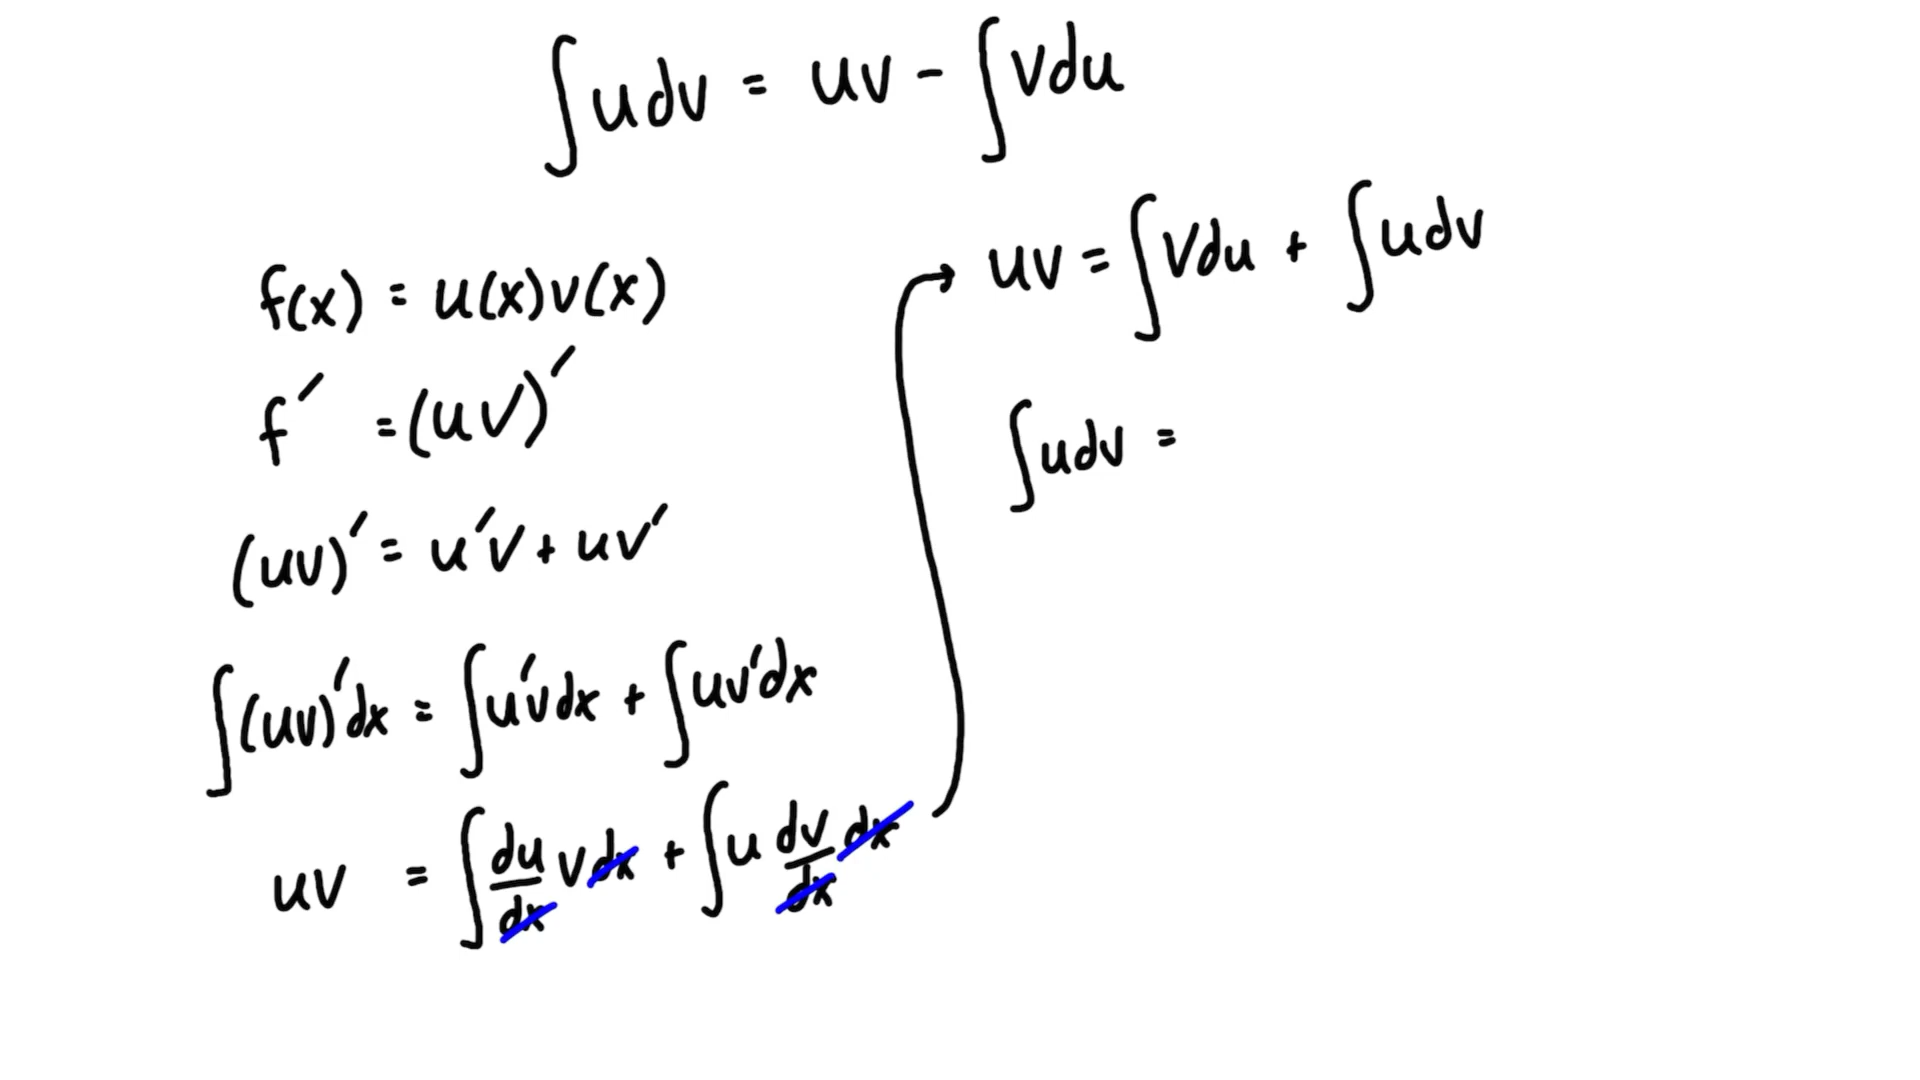 ∫udv = uv - ∫vdu
f(x) = u(x)v(x)
f′ = (uv)′
(uv)′ = u′v + uv′
∫(uv)′dx = ∫u′vdx + ∫uv′dx
uv = ∫du/dx vdx + ∫u dv/dx dx
uv = ∫vdu + ∫udv
∫udv =